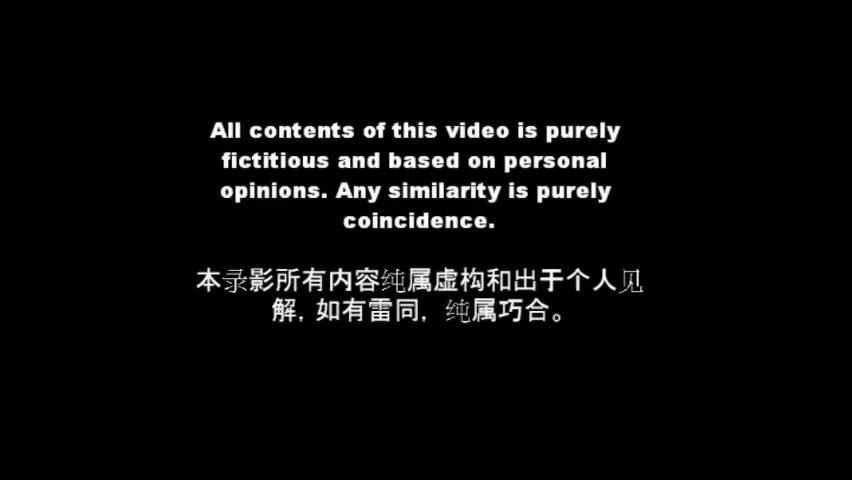 All contents of this video is purely
fictitious and based on personal
opinions. Any similarity is purely
coincidence.
本录影所有内容纯属虚构和出于个人见
解, 如有雷同, 纯属巧合。